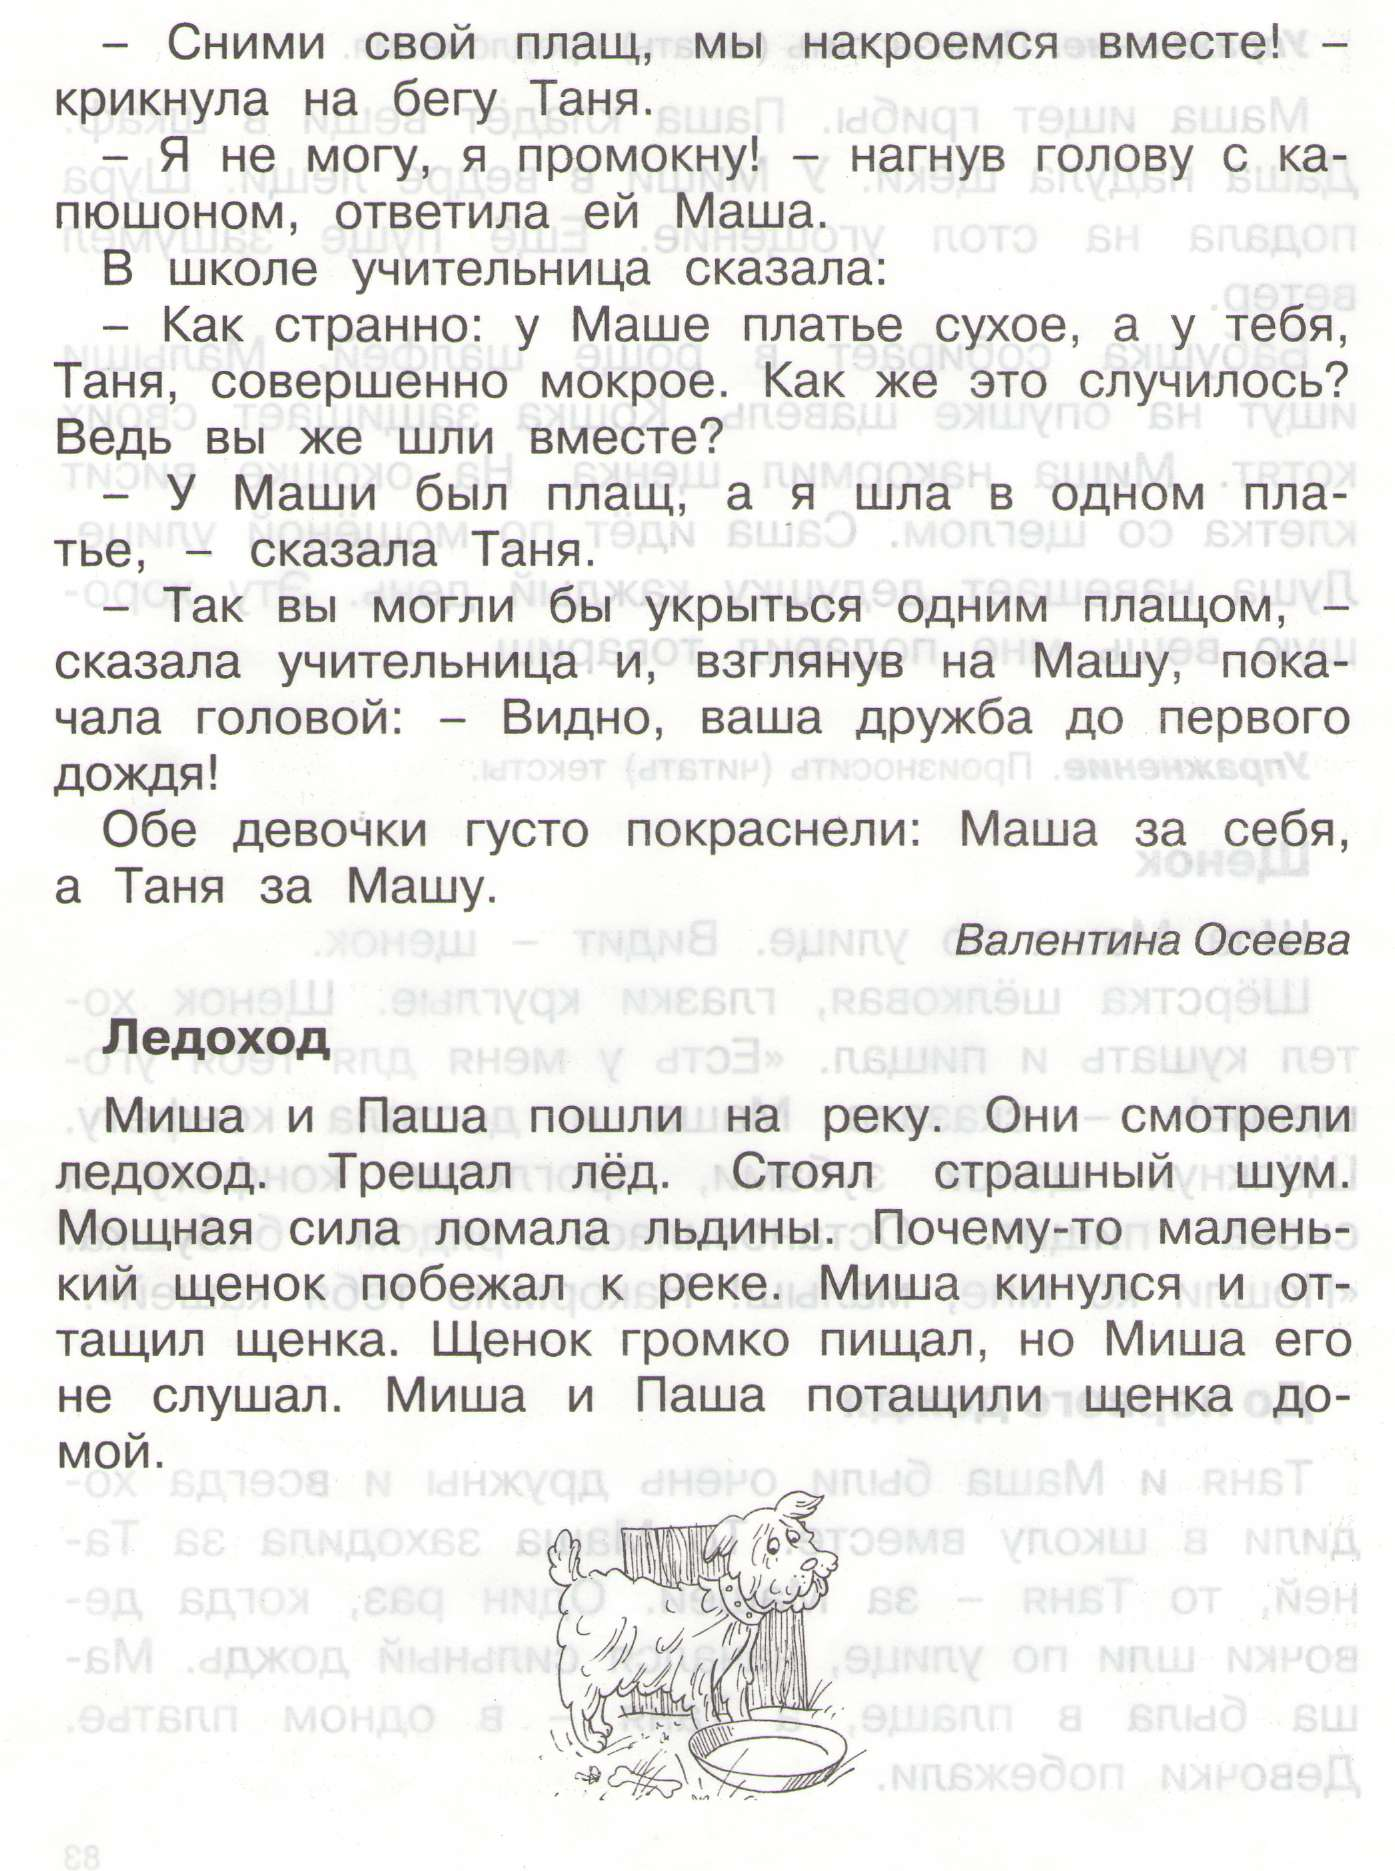 – Сними свой плащ, мы накроемся вместе! –
крикнула на бегу Таня.
– Я не могу, я промокну! – нагнув голову с ка-
пюшоном, ответила ей Маша.
В школе учительница сказала:
– Как странно: у Маше платье сухое, а у тебя,
Таня, совершенно мокрое. Как же это случилось?
Ведь вы же шли вместе?
– У Маши был плащ, а я шла в одном пла-
тье, – сказала Таня.
– Так вы могли бы укрыться одним плащом, –
сказала учительница и, взглянув на Машу, пока-
чала головой: – Видно, ваша дружба до первого
дождя!
Обе девочки густо покраснели: Маша за себя,
а Таня за Машу.
Валентина Осеева
Ледоход
Миша и Паша пошли на реку. Они смотрели
ледоход. Трещал лёд. Стоял страшный шум.
Мощная сила ломала льдины. Почему-то малень-
кий щенок побежал к реке. Миша кинулся и от-
тащил щенка. Щенок громко пищал, но Миша его
не слушал. Миша и Паша потащили щенка до-
мой.